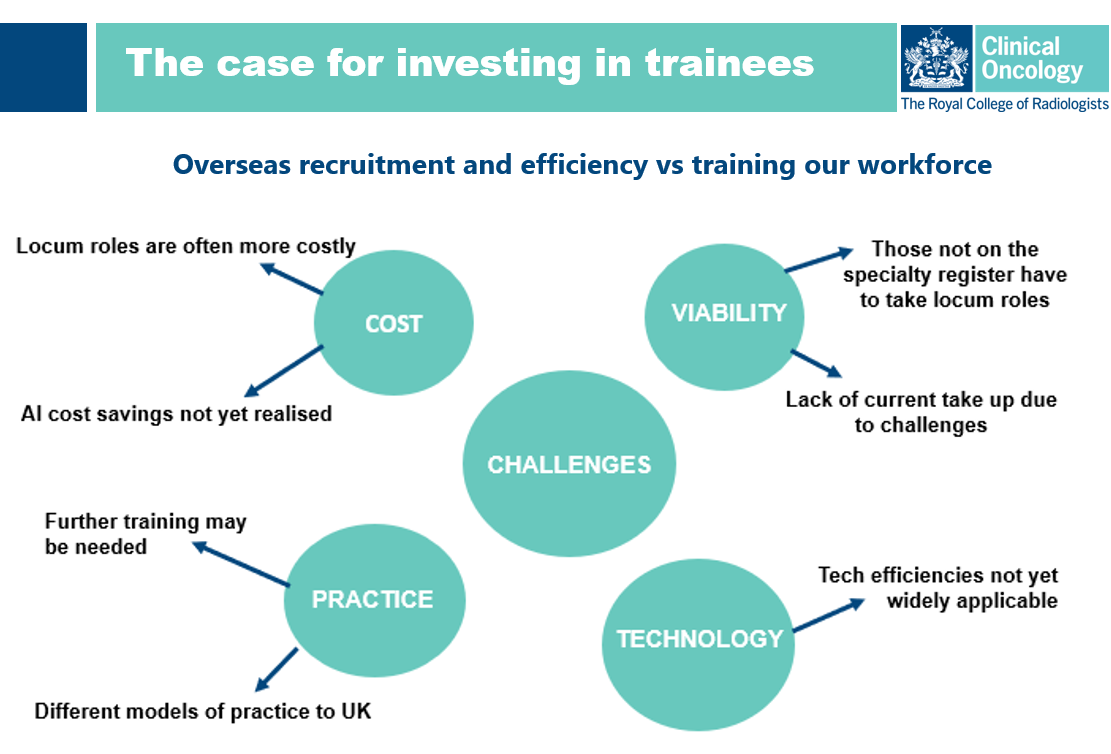 The case for investing in trainees
Clinical
Oncology
The Royal College of Radiologists
Overseas recruitment and efficiency vs training our workforce
Locum roles are often more costly
COST
AI cost savings not yet realised
VIABILITY
Those not on the
specialty register have
to take locum roles
Lack of current take up due
to challenges
CHALLENGES
Further training may
be needed
PRACTICE
Different models of practice to UK
TECHNOLOGY
Tech efficiencies not yet
widely applicable